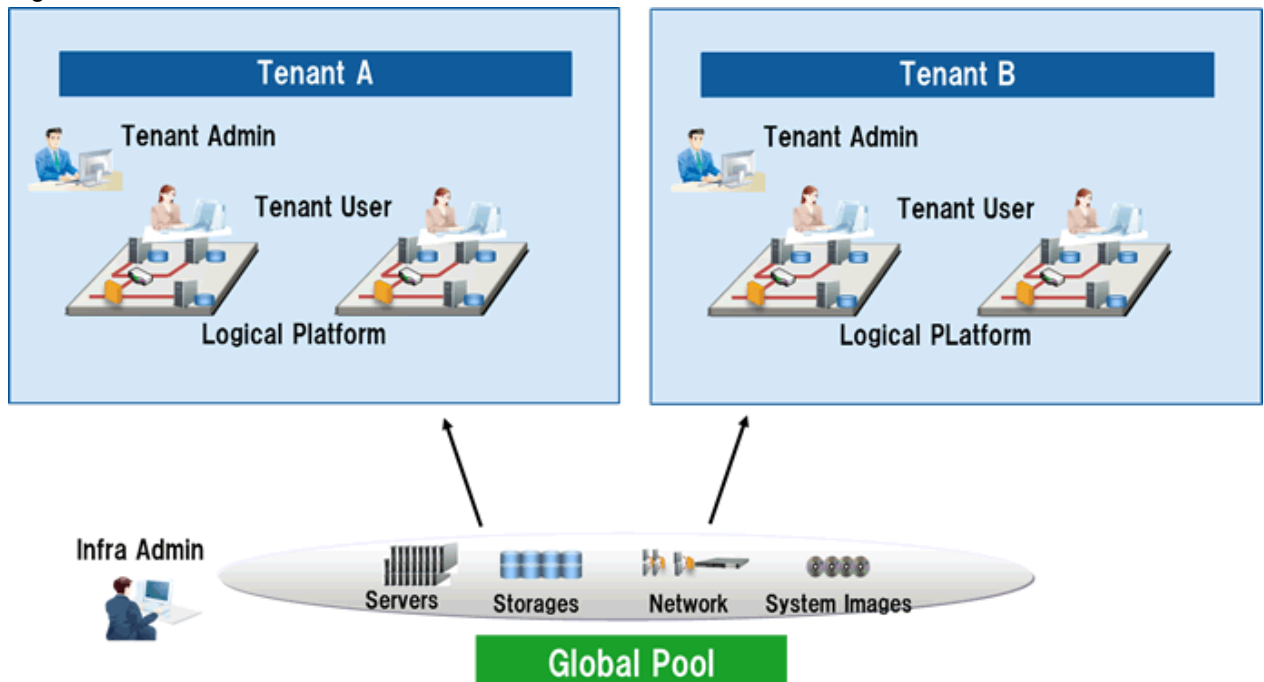 Tenant A
Tenant Admin
Tenant User
Logical Platform
Tenant B
Tenant Admin
Tenant User
Logical PLatform
Infra Admin
Servers
Storages
Network
System Images
Global Pool